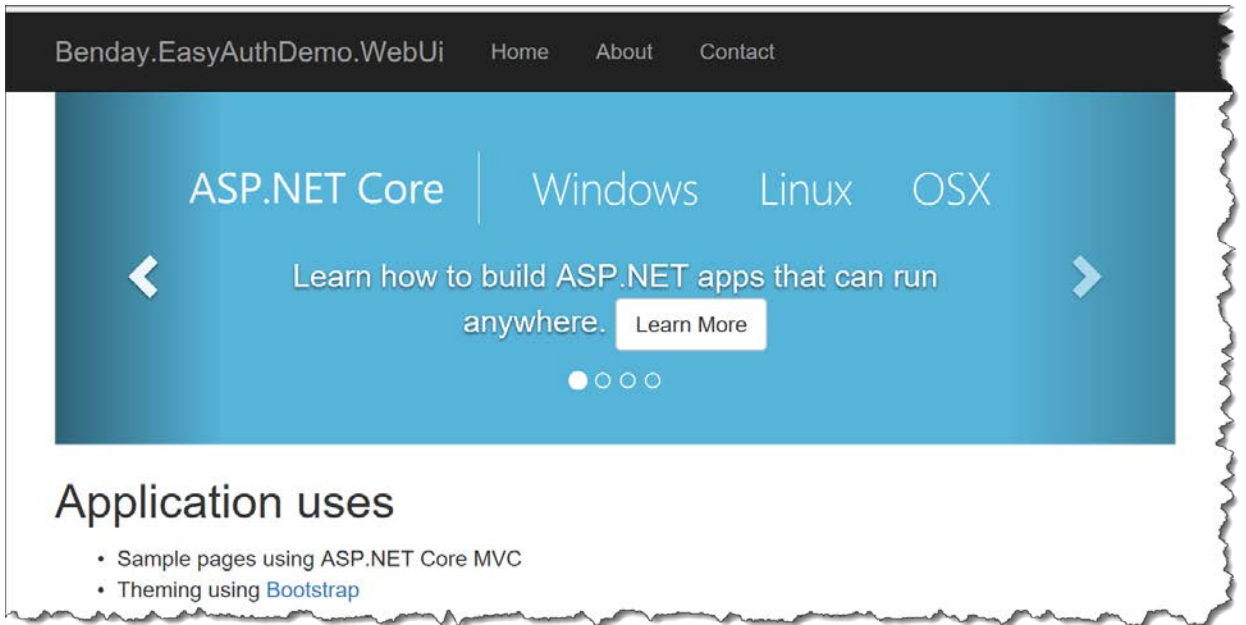 Benday.EasyAuthDemo.WebUi Home About Contact
ASP.NET Core Windows Linux OSX
Learn how to build ASP.NET apps that can run
anywhere. Learn More
Application uses
• Sample pages using ASP.NET Core MVC
• Theming using Bootstrap